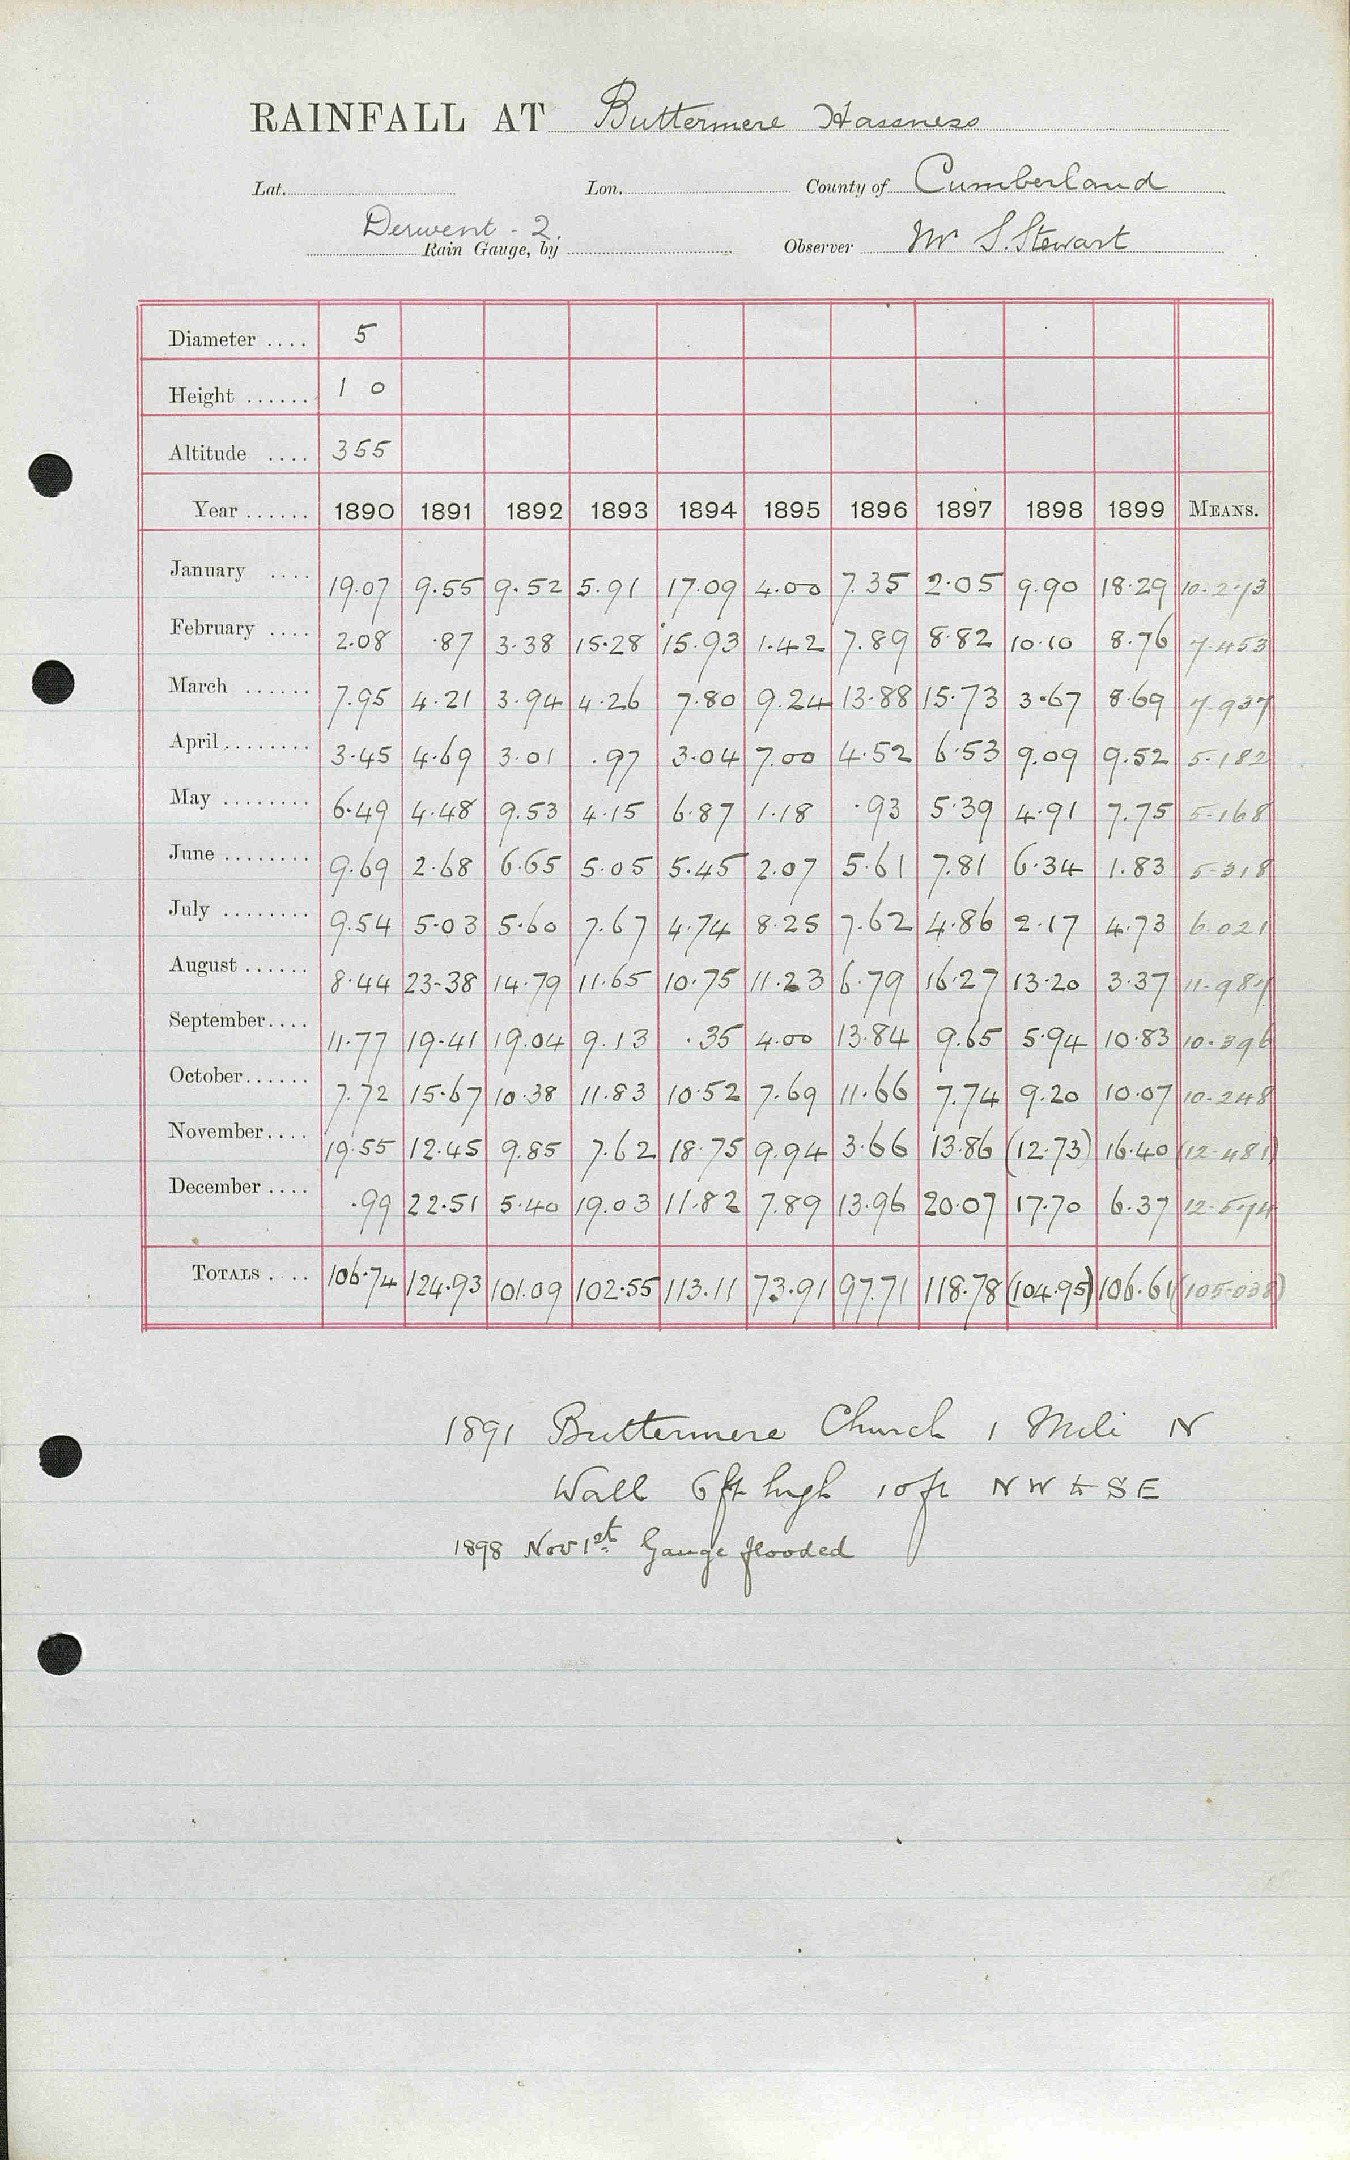 RAINFALL AT Buttermere Hassness
Lat. Lon. County of Cumberland
Derwent - 2.
Rain Gauge, by Observer Mr S. Stewart
Diameter .... 5
Height ...... 1 0
Altitude .... 355
Year ...... 1890 1891 1892 1893 1894 1895 1896 1897 1898 1899 MEANS.
January .... 19.07 9.55 9.52 5.91 17.09 4.00 7.35 2.05 9.90 18.29 10.273
February .... 2.08 .87 3.38 15.28 15.93 1.42 7.89 8.82 10.10 8.76 7.453
March ...... 7.95 4.21 3.94 4.26 7.80 9.24 13.88 15.73 3.67 8.69 7.937
April ........ 3.45 4.69 3.01 .97 3.04 7.00 4.52 6.53 9.09 9.52 5.182
May ........ 6.49 4.48 9.53 4.15 6.87 1.18 .93 5.39 4.91 7.75 5.168
June ........ 9.69 2.68 6.65 5.05 5.45 2.07 5.61 7.81 6.34 1.83 5.318
July ........ 9.54 5.03 5.60 7.67 4.74 8.25 7.62 4.86 2.17 4.73 6.021
August ...... 8.44 23.38 14.79 11.65 10.75 11.23 6.79 16.27 13.20 3.37 11.987
September.... 11.77 19.41 19.04 9.13 .35 4.00 13.84 9.65 5.94 10.83 10.396
October...... 7.72 15.67 10.38 11.83 10.52 7.69 11.66 7.74 9.20 10.07 10.248
November.... 19.55 12.45 9.85 7.62 18.75 9.94 3.66 13.86 (12.73) 16.40 (12.481)
December .... .99 22.51 5.40 19.03 11.82 7.89 13.96 20.07 17.70 6.37 12.574
TOTALS .... 106.74 124.93 101.09 102.55 113.11 73.91 97.71 118.78 (104.95) 106.61 (105.038)
1891 Buttermere Church 1 Mile N
Wall 6 ft high 10 ft NW & SE
1898 Nov 1st Gauge flooded